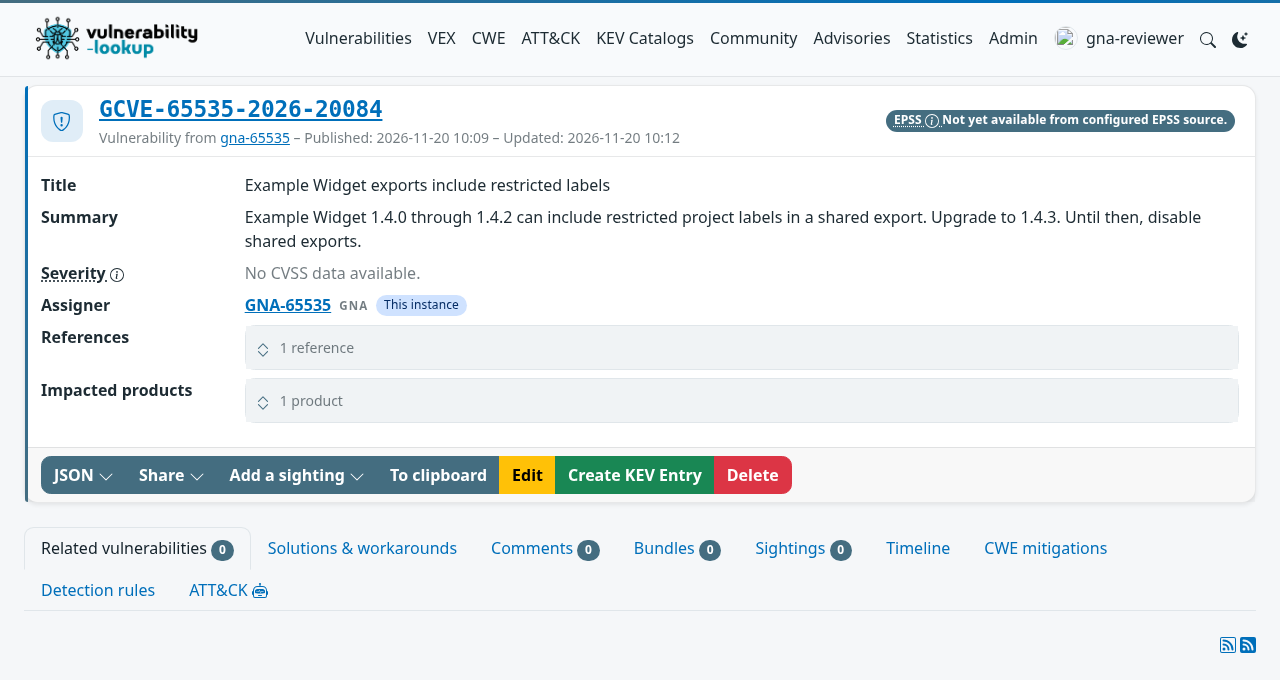 vulnerability
-lookup
Vulnerabilities VEX CWE ATT&CK KEV Catalogs Community Advisories Statistics Admin gna-reviewer
GCVE-65535-2026-20084
Vulnerability from gna-65535 – Published: 2026-11-20 10:09 – Updated: 2026-11-20 10:12
EPSS Not yet available from configured EPSS source.
Title Example Widget exports include restricted labels
Summary Example Widget 1.4.0 through 1.4.2 can include restricted project labels in a shared export. Upgrade to 1.4.3. Until then, disable
shared exports.
Severity No CVSS data available.
Assigner GNA-65535 GNA This instance
References 1 reference
Impacted products 1 product
JSON Share Add a sighting To clipboard Edit Create KEV Entry Delete
Related vulnerabilities 0 Solutions & workarounds Comments 0 Bundles 0 Sightings 0 Timeline CWE mitigations
Detection rules ATT&CK